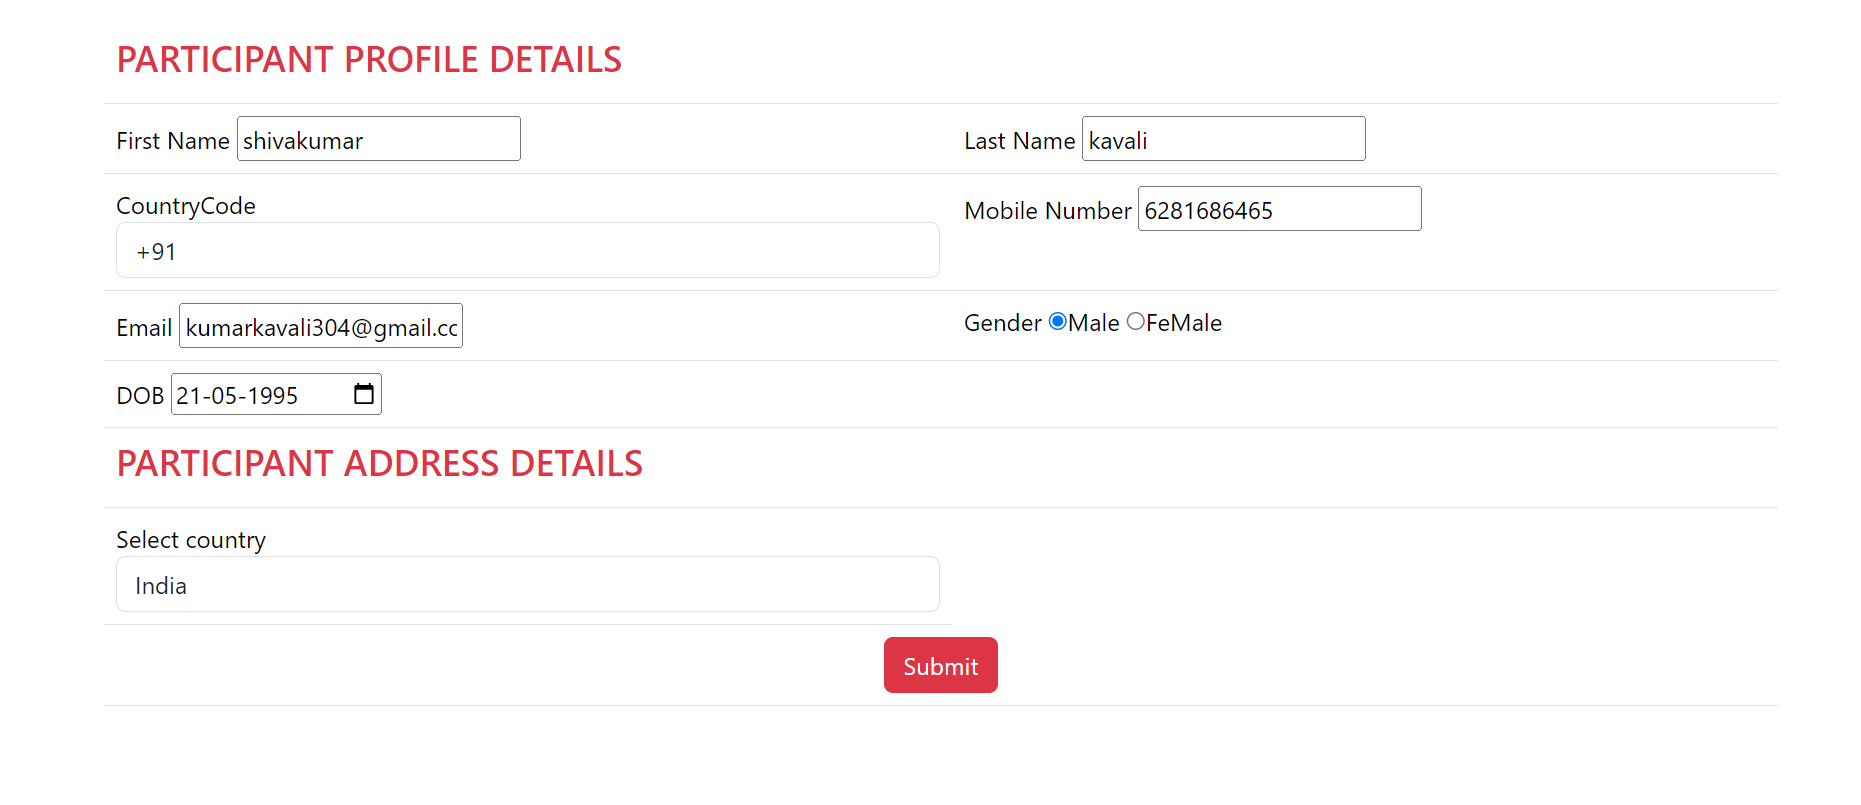 PARTICIPANT PROFILE DETAILS
First Name shivakumar Last Name kavali
CountryCode
+91
Mobile Number 6281686465
Email kumarkavali304@gmail.cc Gender Male FeMale
DOB 21-05-1995
PARTICIPANT ADDRESS DETAILS
Select country
India
Submit